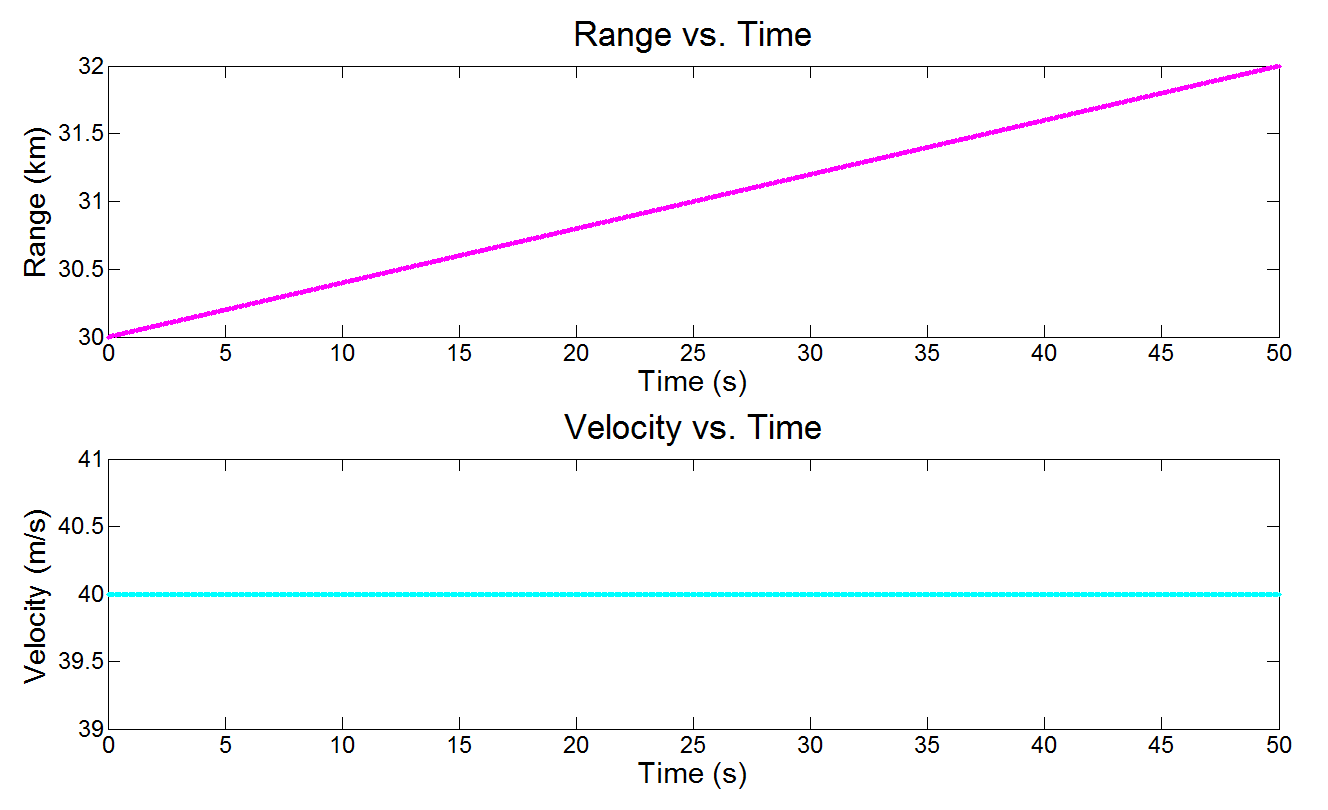 Range vs. Time
32
31.5
31
30.5
30
Range (km)
0 5 10 15 20 25 30 35 40 45 50
Time (s)
Velocity vs. Time
41
40.5
40
39.5
39
Velocity (m/s)
0 5 10 15 20 25 30 35 40 45 50
Time (s)